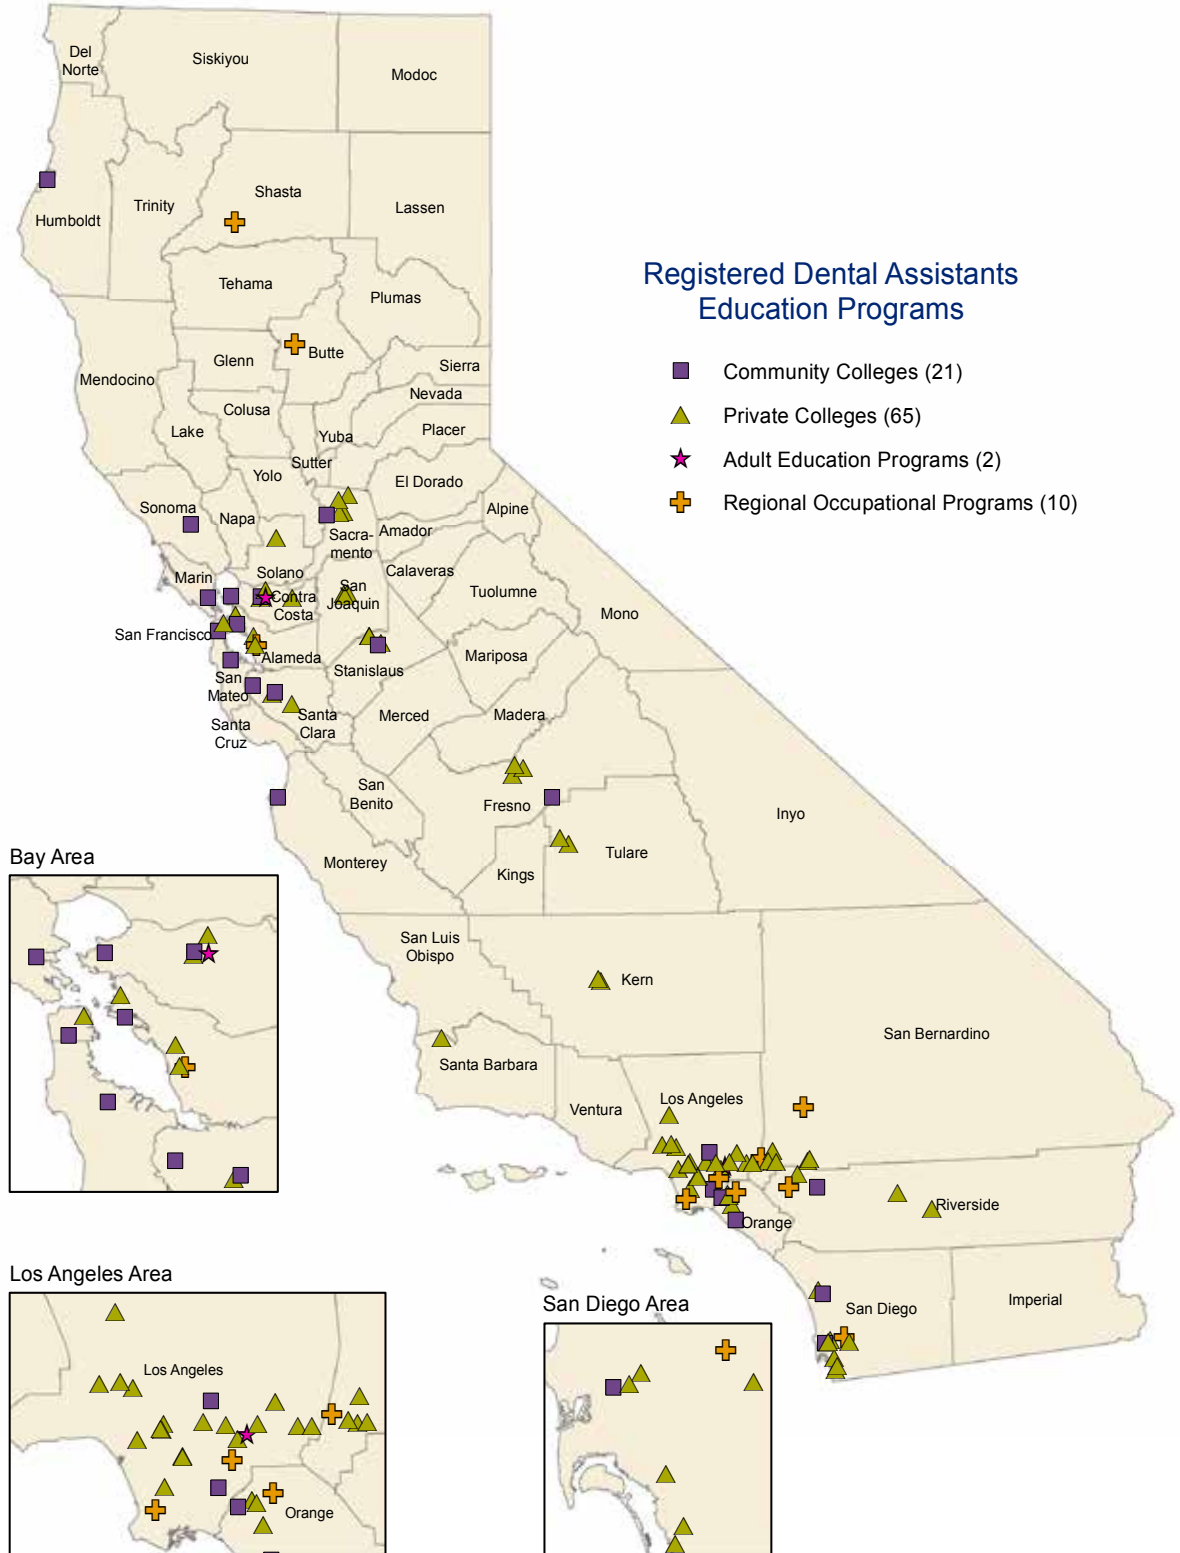 Del
Norte
Siskiyou
Modoc
Humboldt
Trinity
Shasta
Lassen
Tehama
Plumas
Registered Dental Assistants
Education Programs
Community Colleges (21)
Private Colleges (65)
Adult Education Programs (2)
Regional Occupational Programs (10)
Mendocino
Glenn
Butte
Sierra
Nevada
Colusa
Lake
Yuba
Placer
Sutter
Yolo
El Dorado
Sonoma
Napa
Alpine
Sacra-
mento
Amador
Marin
Solano
Calaveras
Contra
Costa
San
Joaquin
Tuolumne
Mono
San Francisco
Alameda
Stanislaus
Mariposa
San
Mateo
Santa
Clara
Merced
Madera
Santa
Cruz
San
Benito
Fresno
Inyo
Monterey
Kings
Tulare
Bay Area
San Luis
Obispo
Kern
San Bernardino
Santa Barbara
Ventura
Los Angeles
Riverside
Orange
San Diego
Imperial
Los Angeles Area
Los Angeles
Orange
San Diego Area